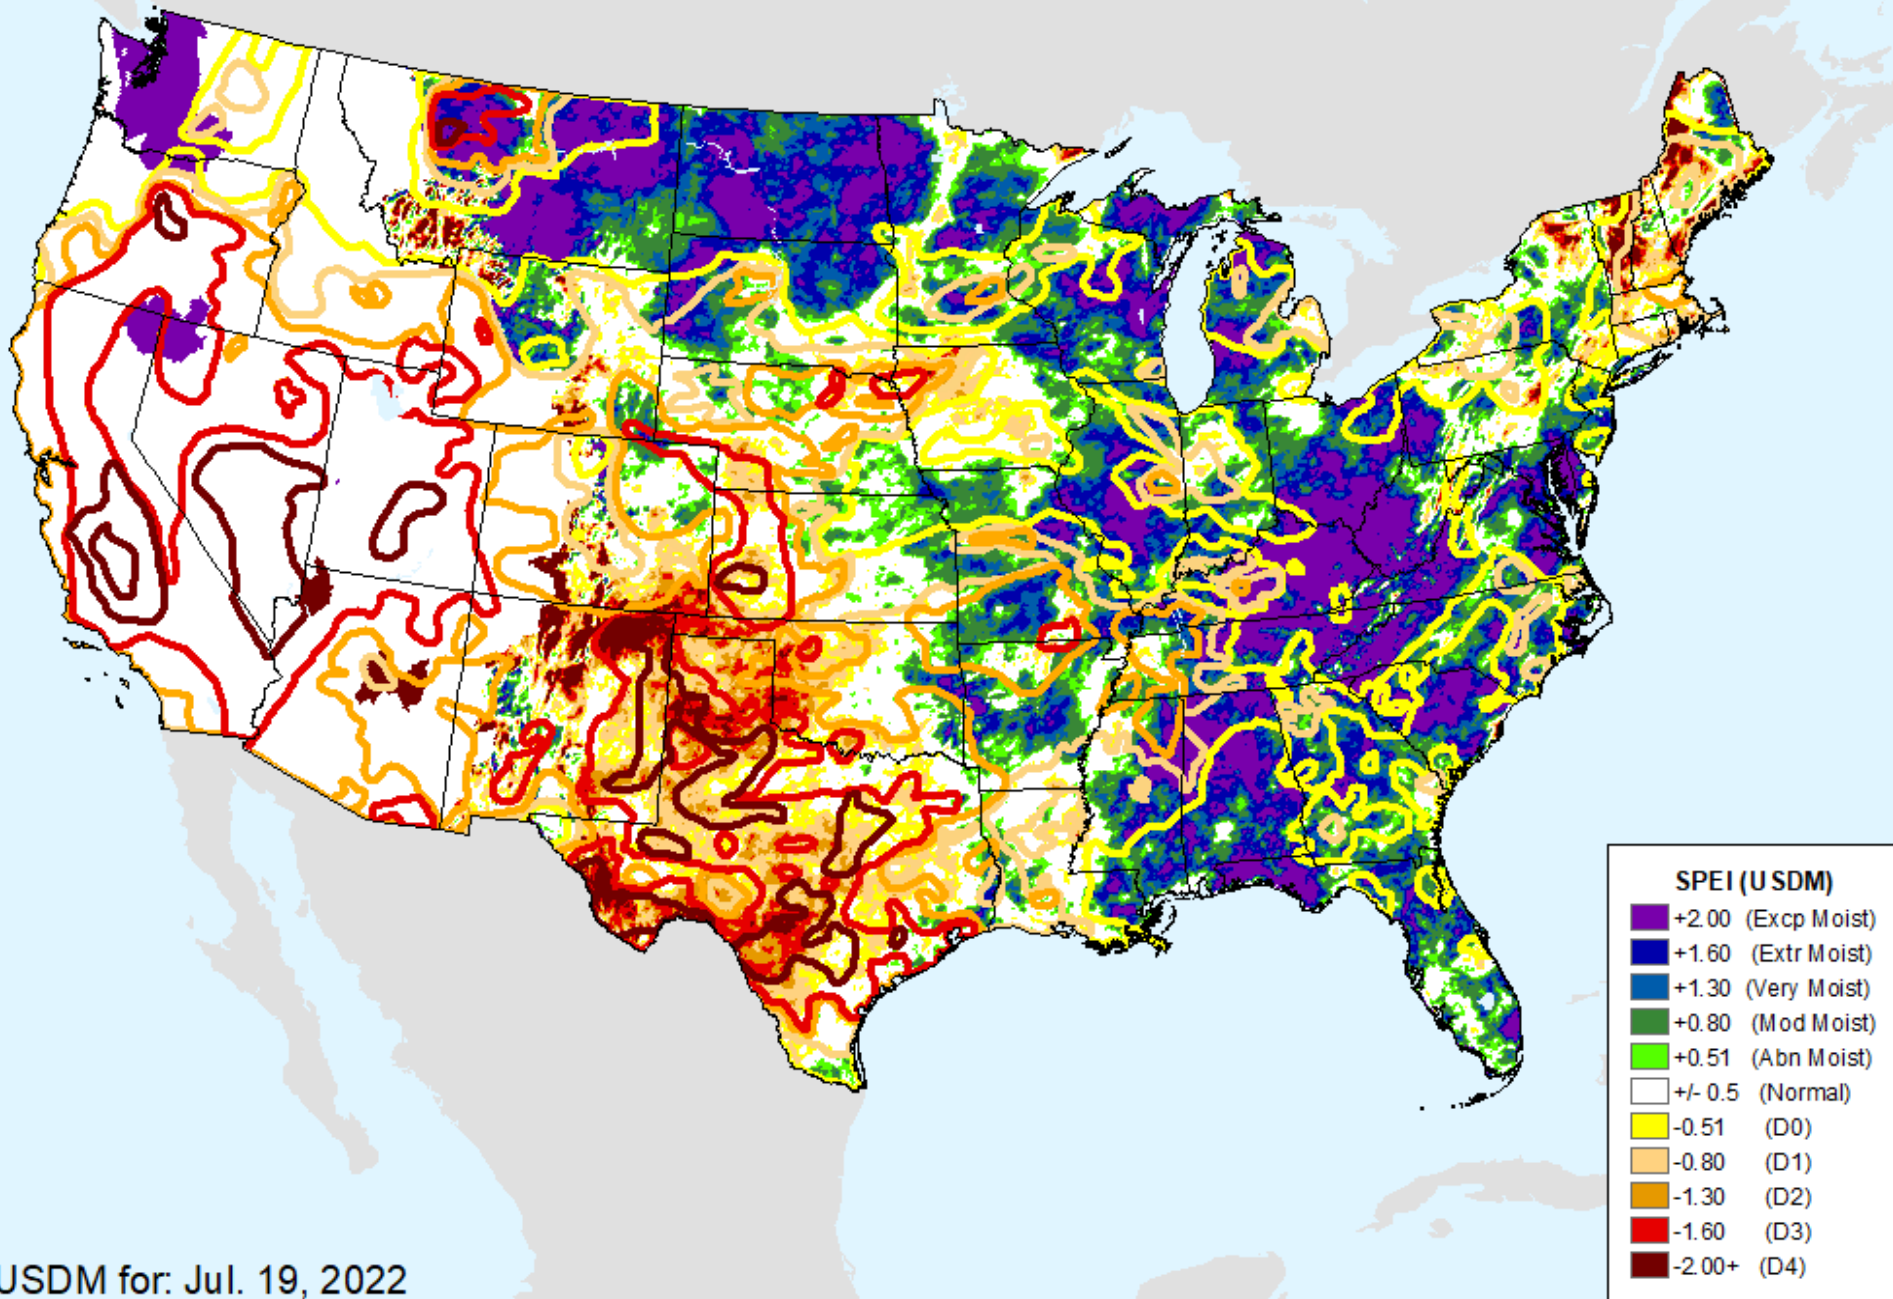 SPEI (USDM)
+2.00 (Excp Moist)
+1.60 (Extr Moist)
+1.30 (Very Moist)
+0.80 (Mod Moist)
+0.51 (Abn Moist)
+/- 0.5 (Normal)
-0.51 (D0)
-0.80 (D1)
-1.30 (D2)
-1.60 (D3)
-2.00+ (D4)
USDM for: Jul. 19, 2022